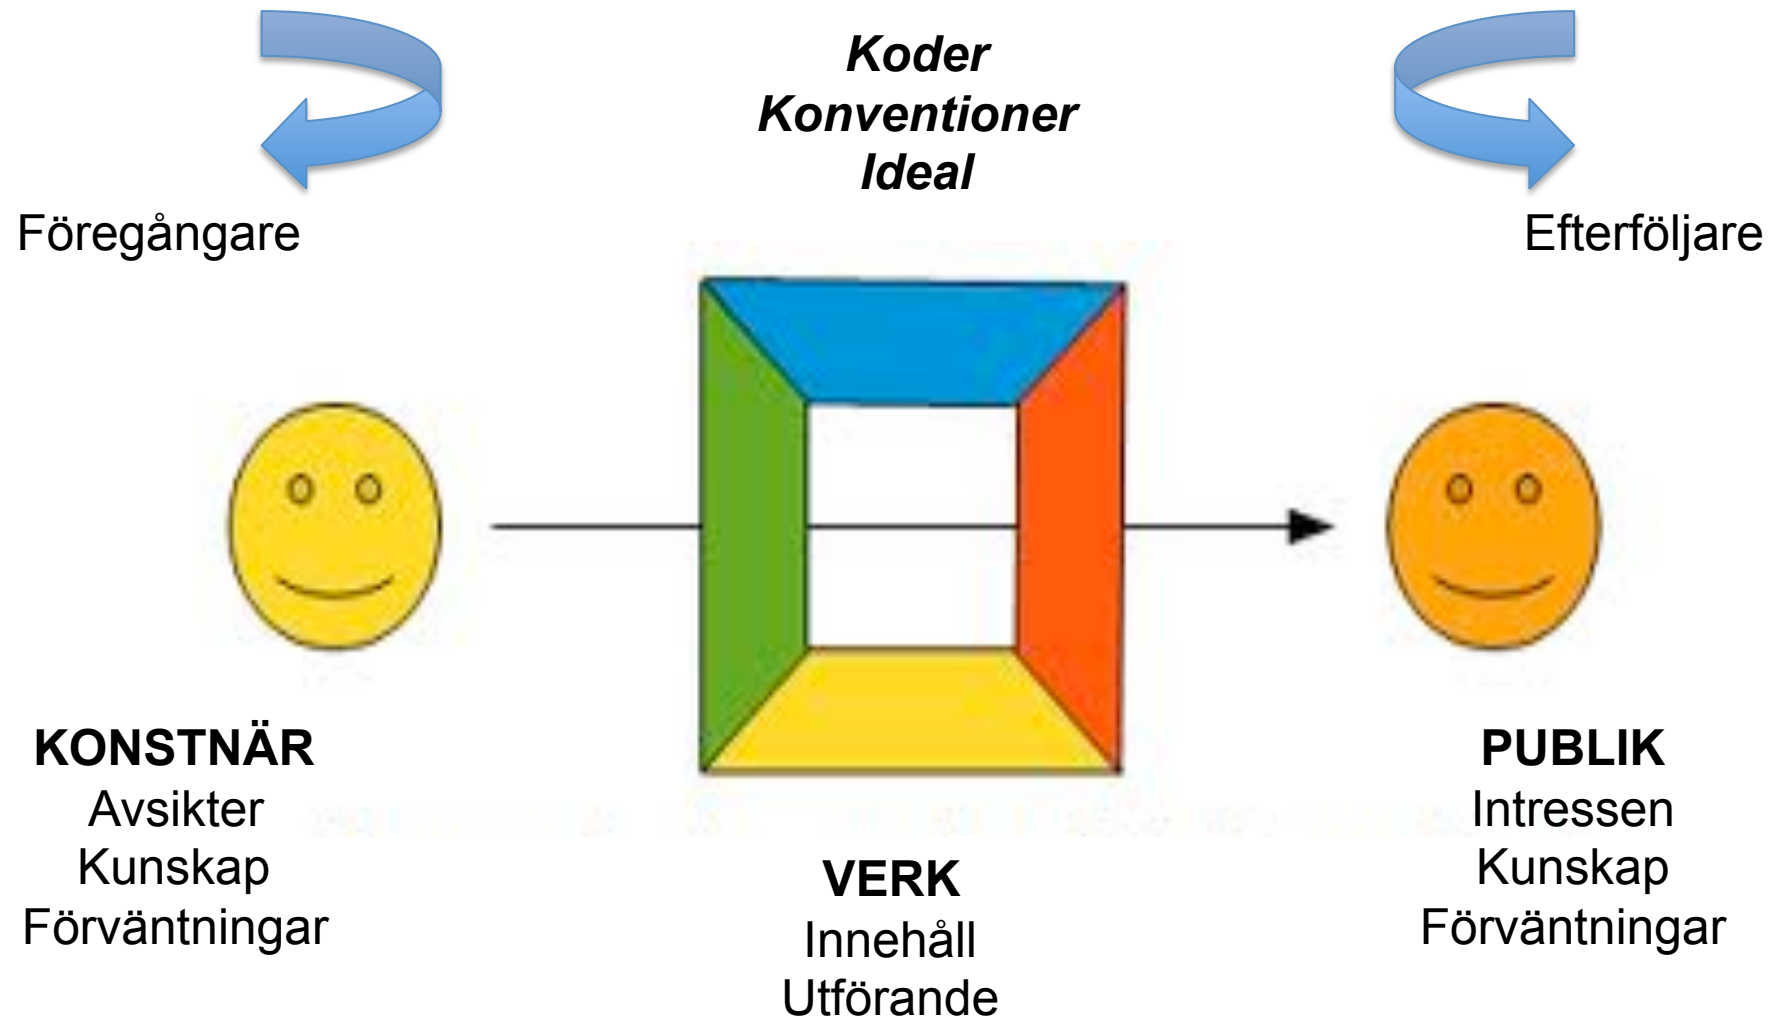 Koder
Konventioner
Ideal
Föregångare
Efterföljare
KONSTNÄR
Avsikter
Kunskap
Förväntningar
VERK
Innehåll
Utförande
PUBLIK
Intressen
Kunskap
Förväntningar